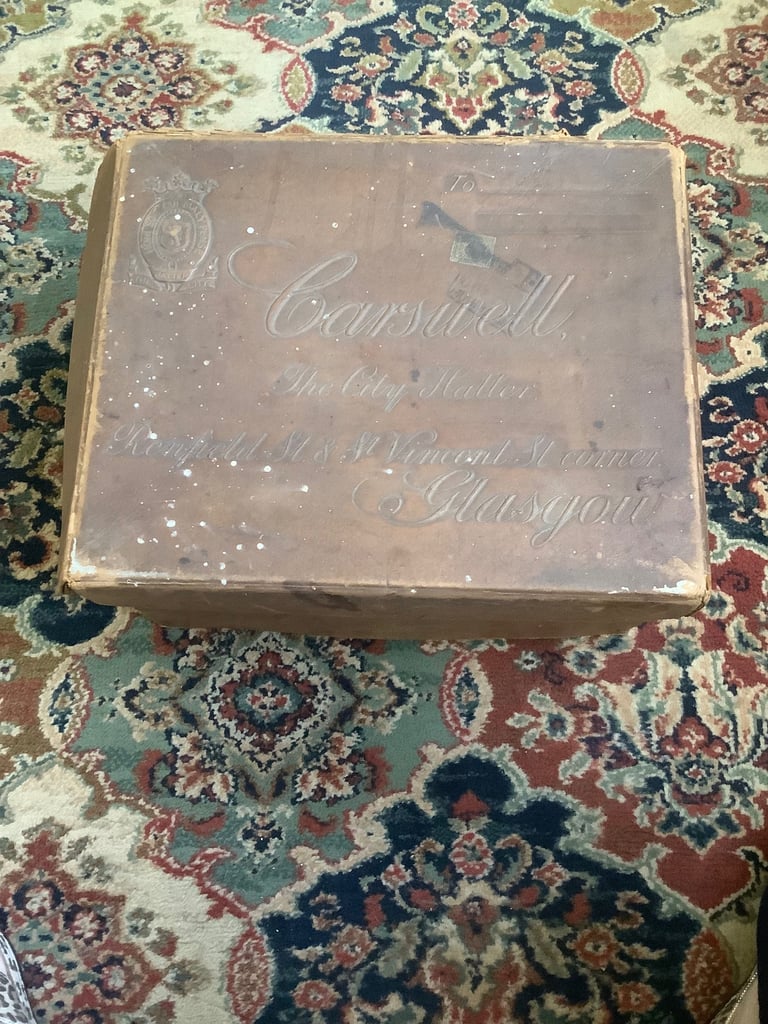 To
Carswell,
The City Hatter
Renfield St & St Vincent St corner
Glasgow